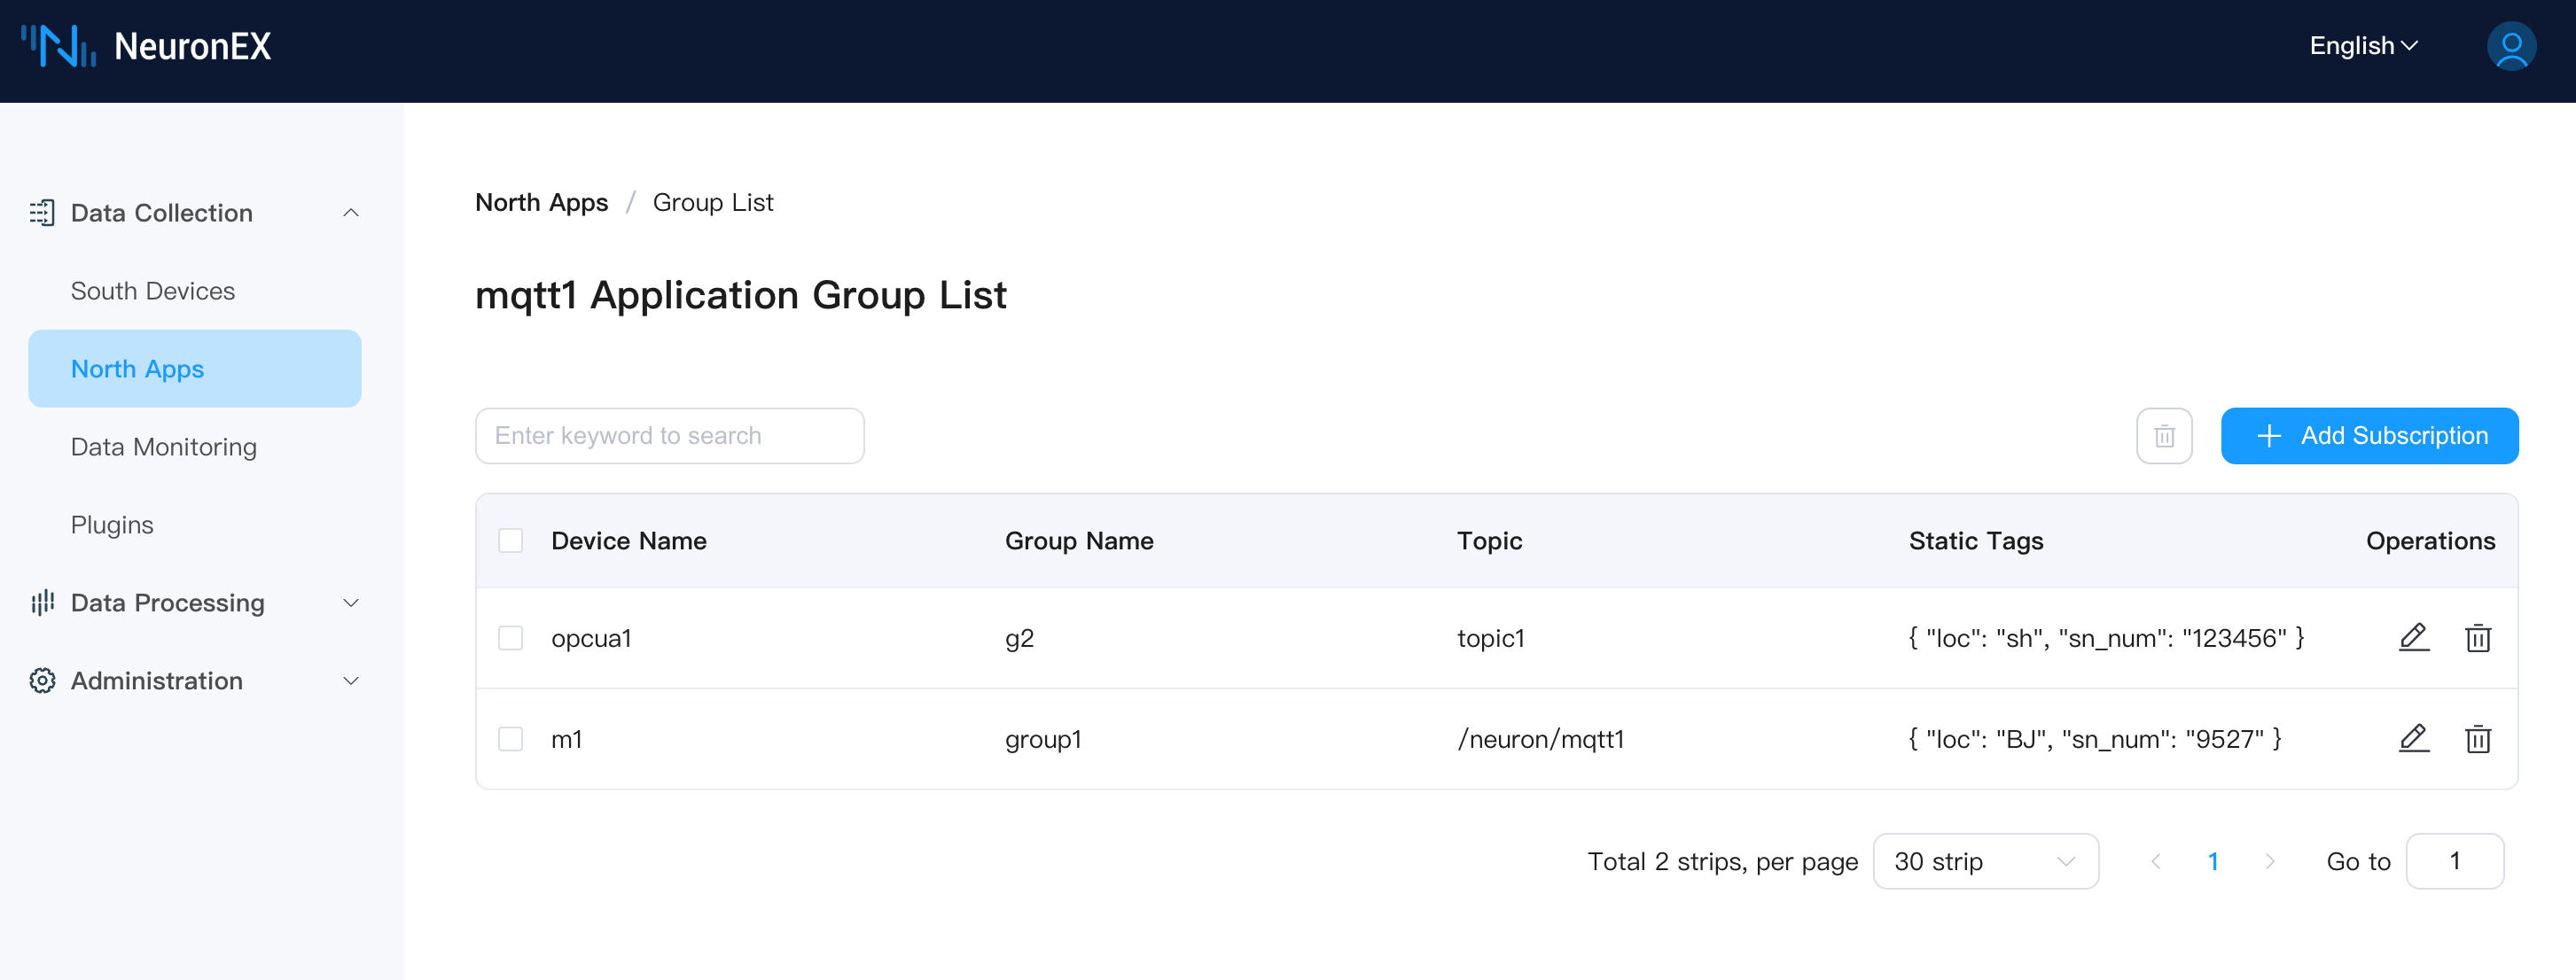 NeuronEX
English
Data Collection
South Devices
North Apps
Data Monitoring
Plugins
Data Processing
Administration
North Apps / Group List
mqtt1 Application Group List
Enter keyword to search
Add Subscription
Device Name Group Name Topic Static Tags Operations
opcua1 g2 topic1 { "loc": "sh", "sn_num": "123456" }
m1 group1 /neuron/mqtt1 { "loc": "BJ", "sn_num": "9527" }
Total 2 strips, per page 30 strip 1 Go to 1